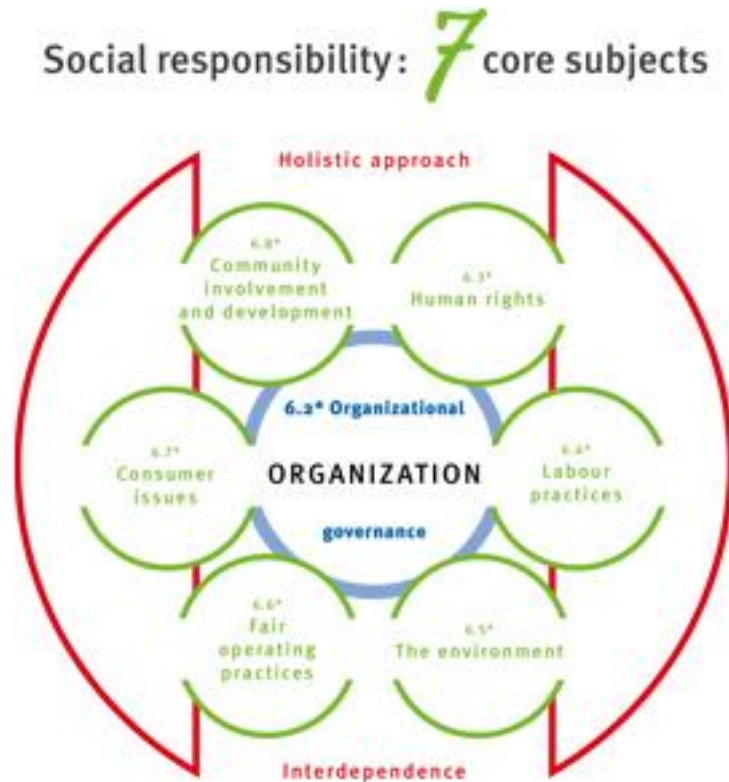 Social responsibility: 7 core subjects
Holistic approach
6.8*
Community
involvement
and development
6.3*
Human rights
6.2* Organizational
6.7*
Consumer
issues
ORGANIZATION
6.4*
Labour
practices
governance
6.6*
Fair
operating
practices
6.5*
The environment
Interdependence